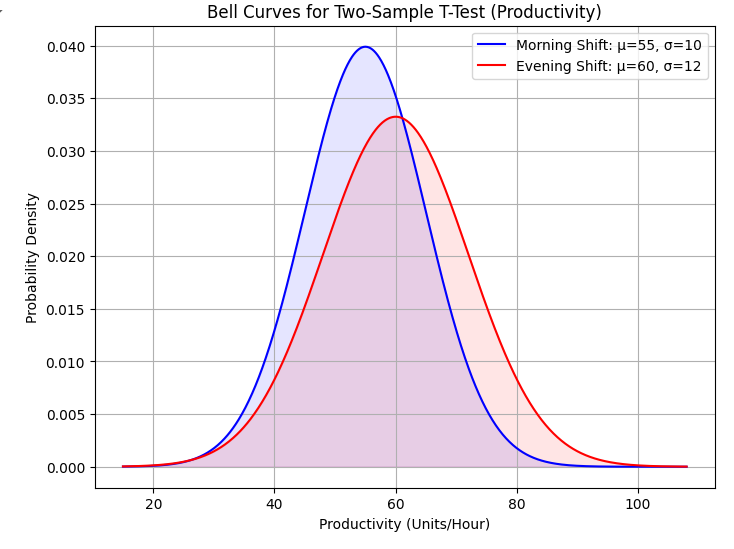 Bell Curves for Two-Sample T-Test (Productivity)
Morning Shift: μ=55, σ=10
Evening Shift: μ=60, σ=12
0.040
0.035
0.030
0.025
0.020
0.015
0.010
0.005
0.000
Probability Density
20 40 60 80 100
Productivity (Units/Hour)